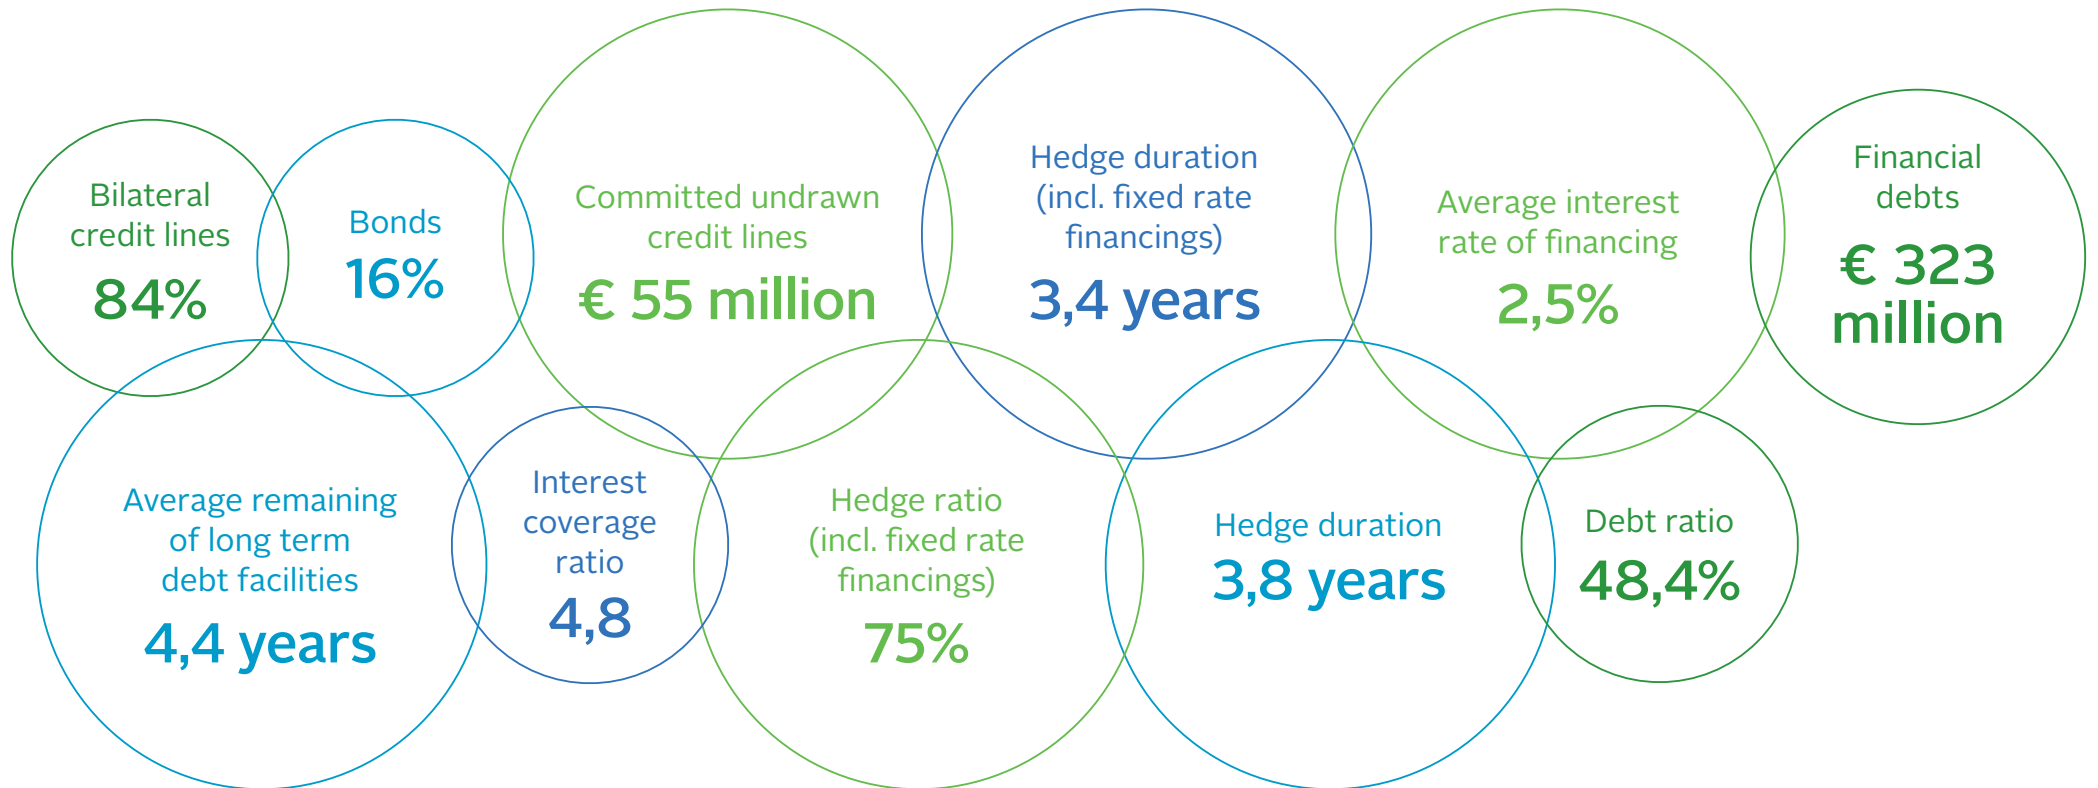 Bilateral
credit lines
84%
Bonds
16%
Committed undrawn
credit lines
€ 55 million
Hedge duration
(incl. fixed rate
financings)
3,4 years
Average interest
rate of financing
2,5%
Financial
debts
€ 323
million
Average remaining
of long term
debt facilities
4,4 years
Interest
coverage
ratio
4,8
Hedge ratio
(incl. fixed rate
financings)
75%
Hedge duration
3,8 years
Debt ratio
48,4%